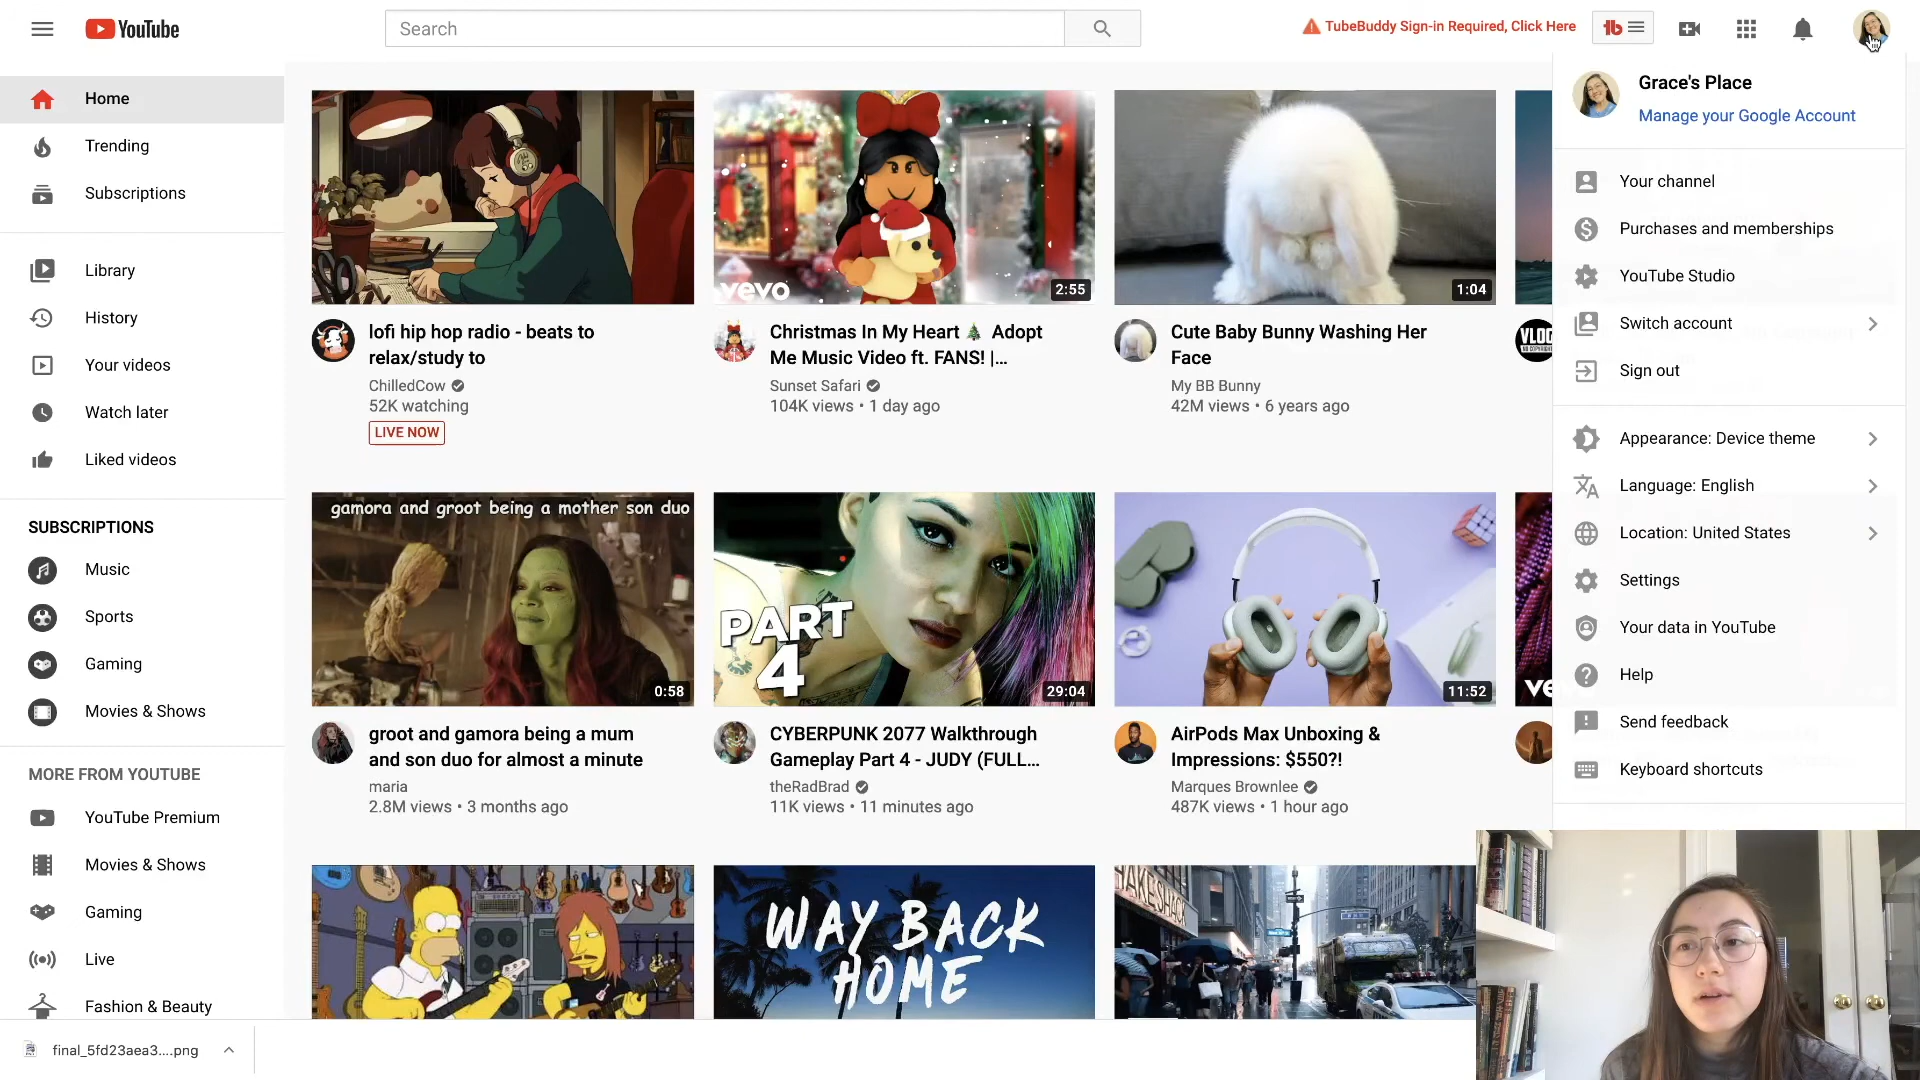 YouTube
Search
TubeBuddy Sign-in Required, Click Here
tb
Home
Trending
Subscriptions
Library
History
Your videos
Watch later
Liked videos
SUBSCRIPTIONS
Music
Sports
Gaming
Movies & Shows
MORE FROM YOUTUBE
YouTube Premium
Movies & Shows
Gaming
Live
Fashion & Beauty
lofi hip hop radio - beats to
relax/study to
ChilledCow
52K watching
LIVE NOW
vevo
2:55
Christmas In My Heart 🎄 Adopt
Me Music Video ft. FANS! |...
Sunset Safari
104K views • 1 day ago
1:04
Cute Baby Bunny Washing Her
Face
My BB Bunny
42M views • 6 years ago
gamora and groot being a mother son duo
0:58
groot and gamora being a mum
and son duo for almost a minute
maria
2.8M views • 3 months ago
PART
4
29:04
CYBERPUNK 2077 Walkthrough
Gameplay Part 4 - JUDY (FULL...
theRadBrad
11K views • 11 minutes ago
11:52
AirPods Max Unboxing &
Impressions: $550?!
Marques Brownlee
487K views • 1 hour ago
WAY BACK
HOME
Grace's Place
Manage your Google Account
Your channel
Purchases and memberships
YouTube Studio
Switch account
Sign out
Appearance: Device theme
Language: English
Location: United States
Settings
Your data in YouTube
Help
Send feedback
Keyboard shortcuts
final_5fd23aea3....png